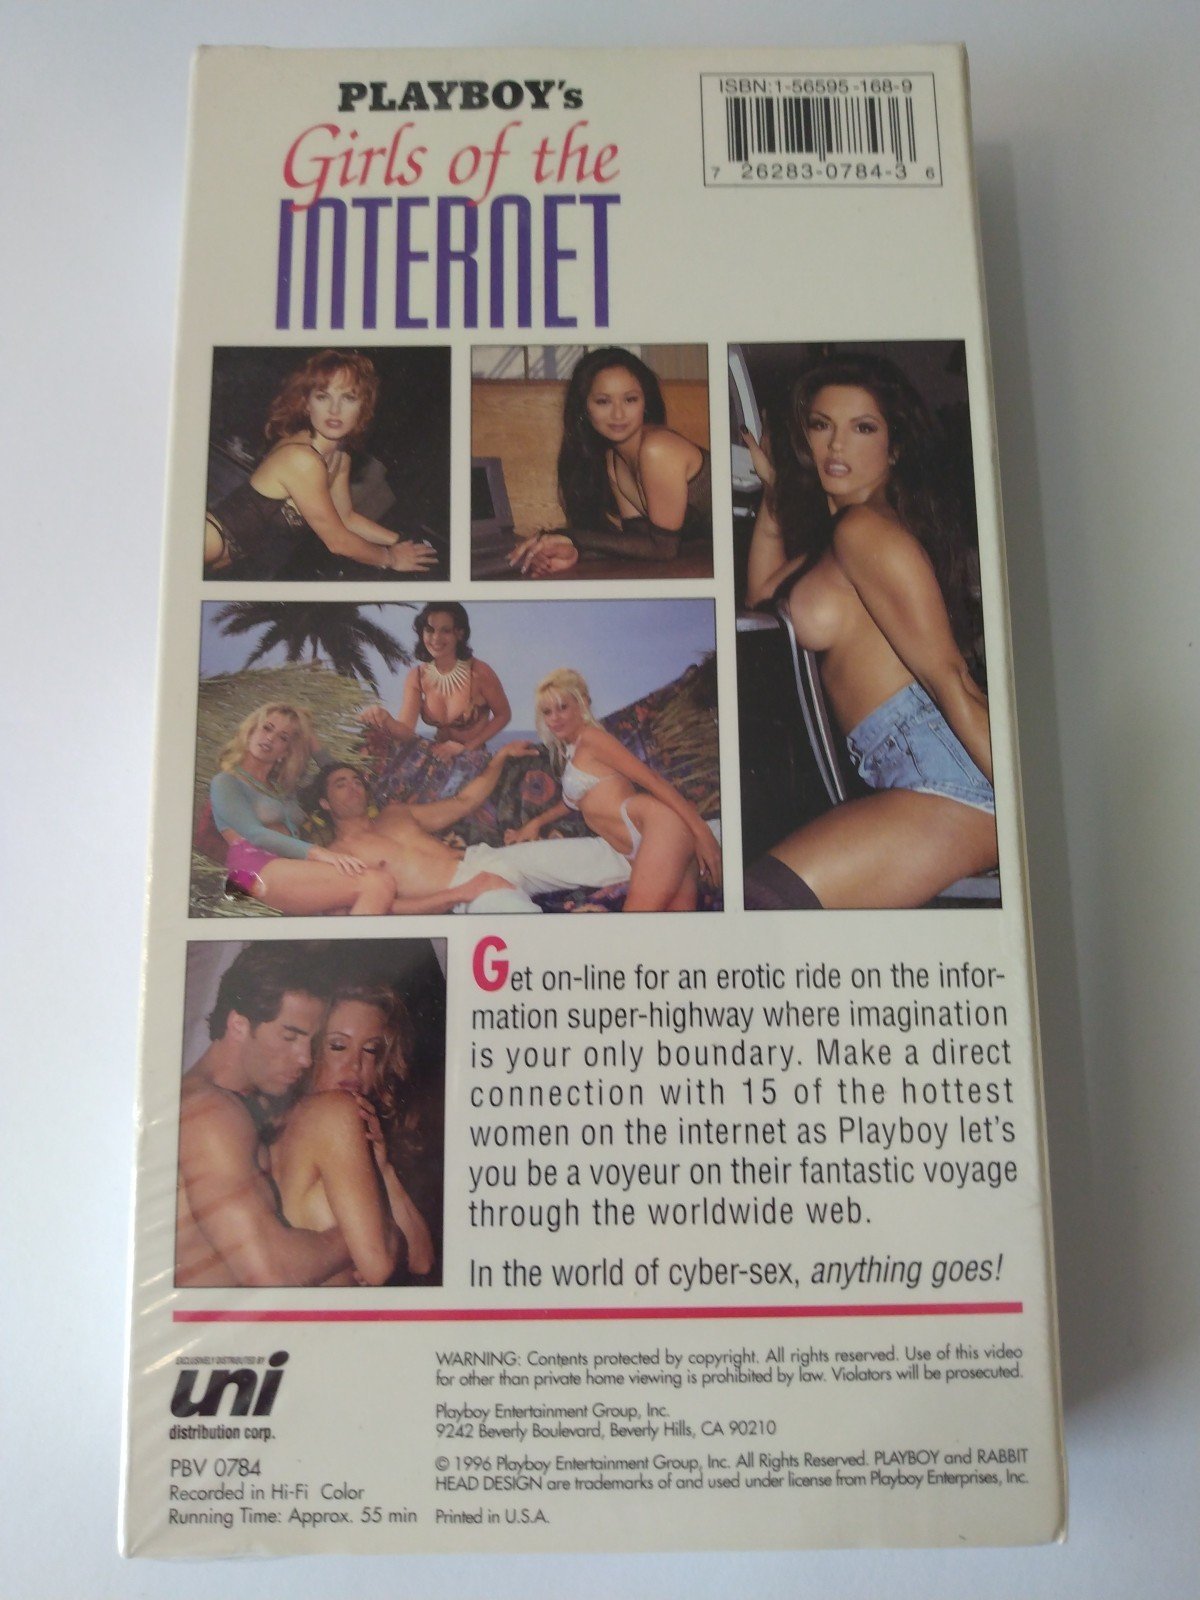 PLAYBOY's
Girls of the
INTERNET
ISBN:1-56595-168-9
7 26283-0784-3 6
Get on-line for an erotic ride on the infor-
mation super-highway where imagination
is your only boundary. Make a direct
connection with 15 of the hottest
women on the internet as Playboy let's
you be a voyeur on their fantastic voyage
through the worldwide web.
In the world of cyber-sex, anything goes!
EXCLUSIVELY DISTRIBUTED BY
uni
distribution corp.
PBV 0784
Recorded in Hi-Fi Color
Running Time: Approx. 55 min
WARNING: Contents protected by copyright. All rights reserved. Use of this video
for other than private home viewing is prohibited by law. Violators will be prosecuted.
Playboy Entertainment Group, Inc.
9242 Beverly Boulevard, Beverly Hills, CA 90210
© 1996 Playboy Entertainment Group, Inc. All Rights Reserved. PLAYBOY and RABBIT
HEAD DESIGN are trademarks of and used under license from Playboy Enterprises, Inc.
Printed in U.S.A.